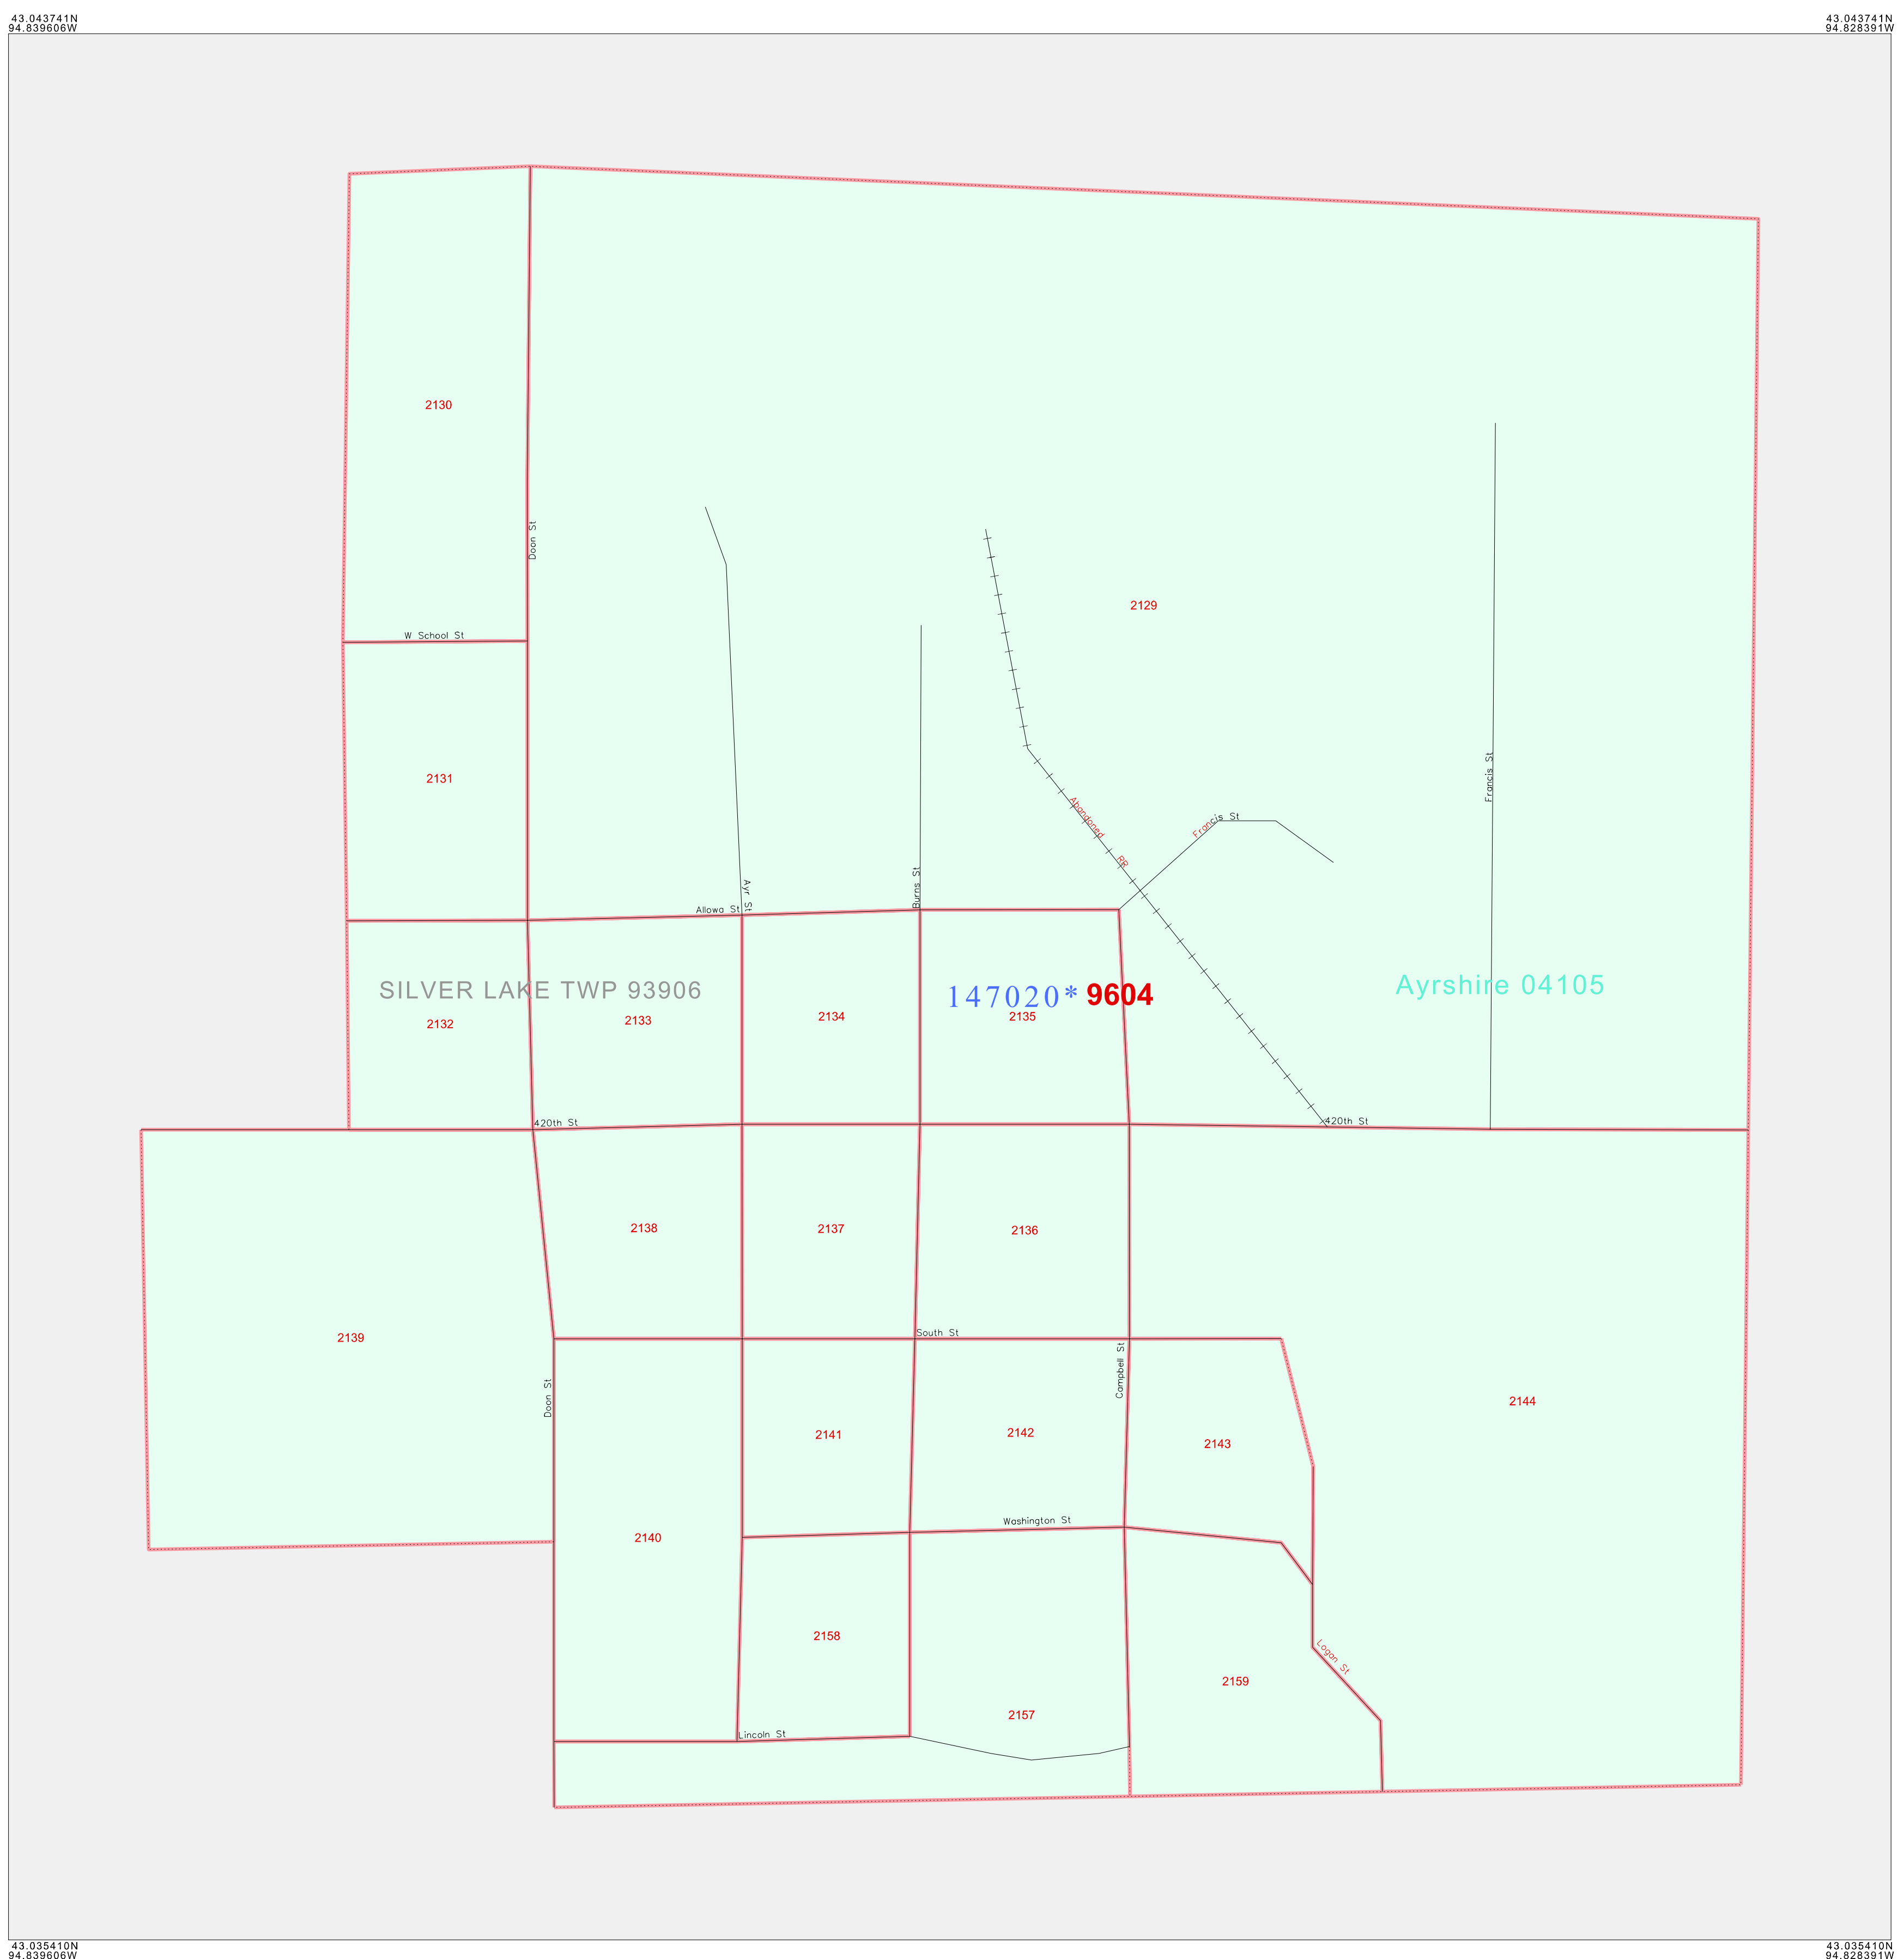 43.043741N
94.839606W
43.043741N
94.828391W
2130
Doon St
2129
W School St
2131
Francis St
Abandoned RR
Francis St
Ayr St
Burns St
Allowa St
SILVER LAKE TWP 93906
147020*
9604
Ayrshire 04105
2132
2133
2134
2135
420th St
420th St
2138
2137
2136
2139
South St
Campbell St
Doon St
2144
2141
2142
2143
Washington St
2140
2158
Logan St
2159
2157
Lincoln St
43.035410N
94.839606W
43.035410N
94.828391W